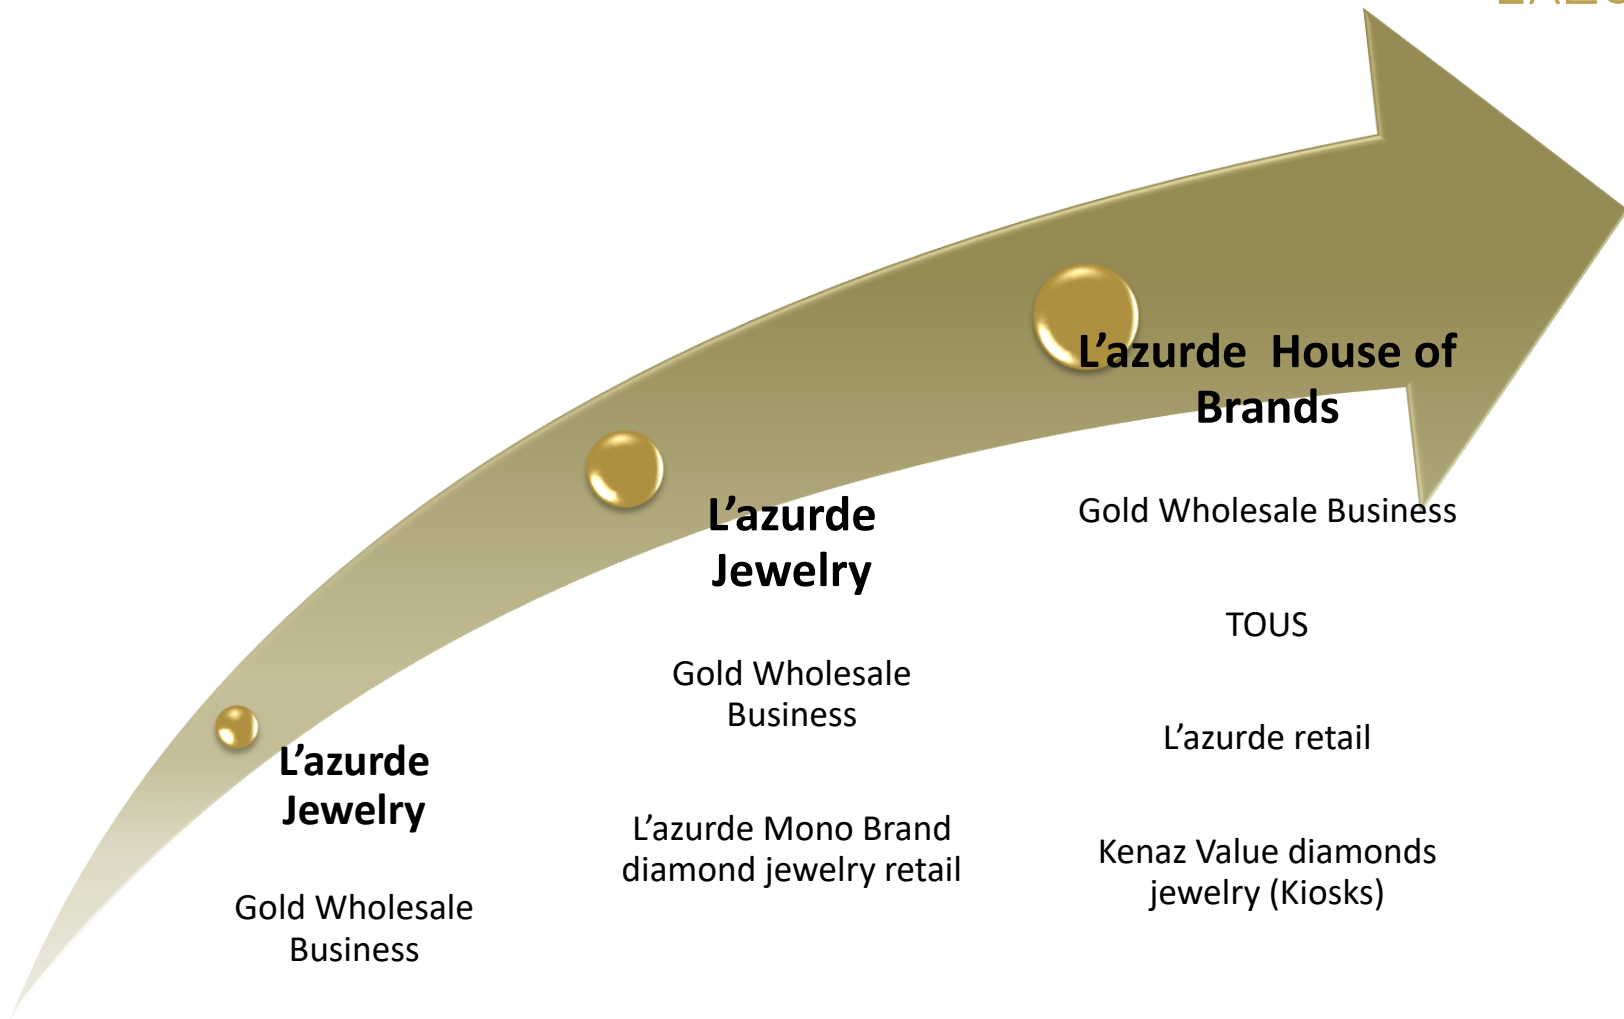 L’azurde
Jewelry
Gold Wholesale
Business
L’azurde
Jewelry
Gold Wholesale
Business
L’azurde Mono Brand
diamond jewelry retail
L’azurde  House of
Brands
Gold Wholesale Business
TOUS
L’azurde retail
Kenaz Value diamonds
jewelry (Kiosks)